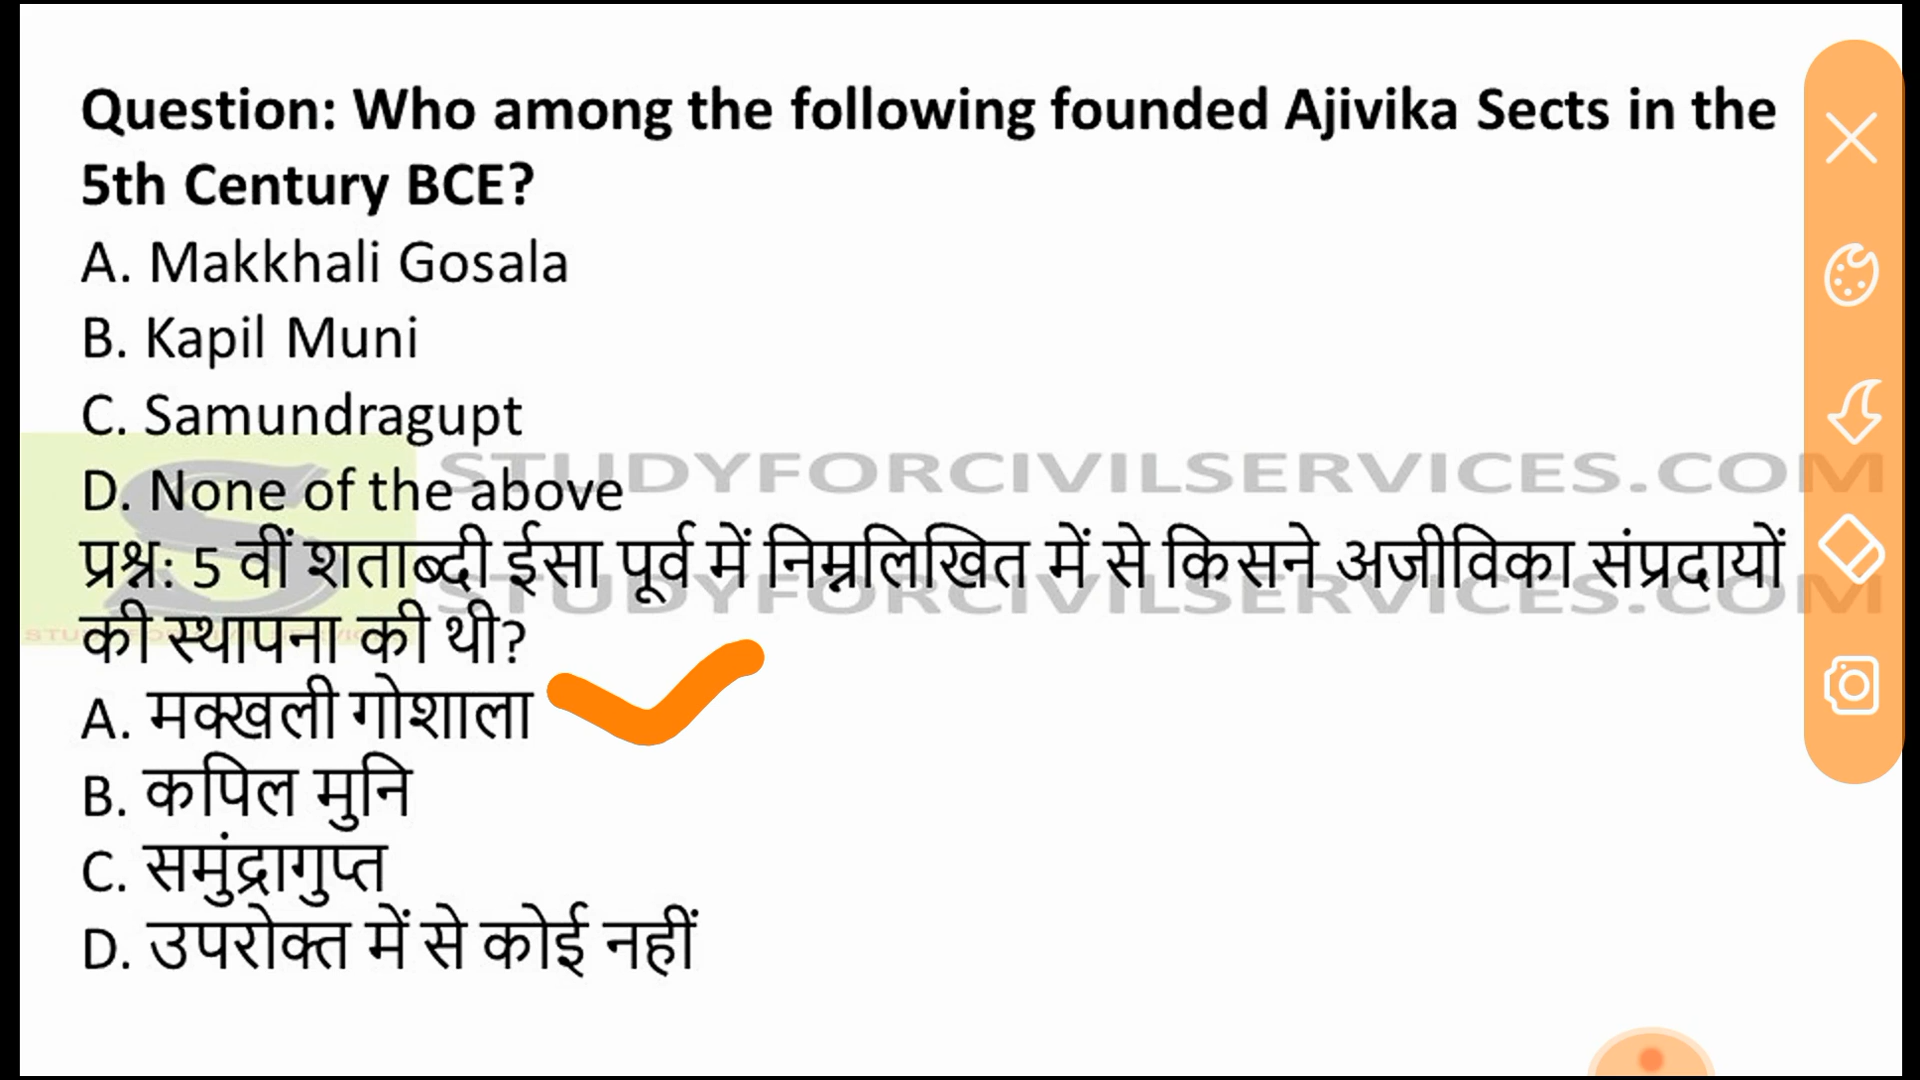 Question: Who among the following founded Ajivika Sects in the
5th Century BCE?
A. Makkhali Gosala
B. Kapil Muni
C. Samundragupt
STUDYFORCIVILSERVICES.COM
D. None of the above
प्रश्न: 5 वीं शताब्दी ईसा पूर्व में निम्नलिखित में से किसने अजीविका संप्रदायों
STUDYFORCIVILSERVICES.COM
की स्थापना की थी?
A. मक्खली गोशाला
B. कपिल मुनि
C. समुंद्रागुप्त
D. उपरोक्त में से कोई नहीं